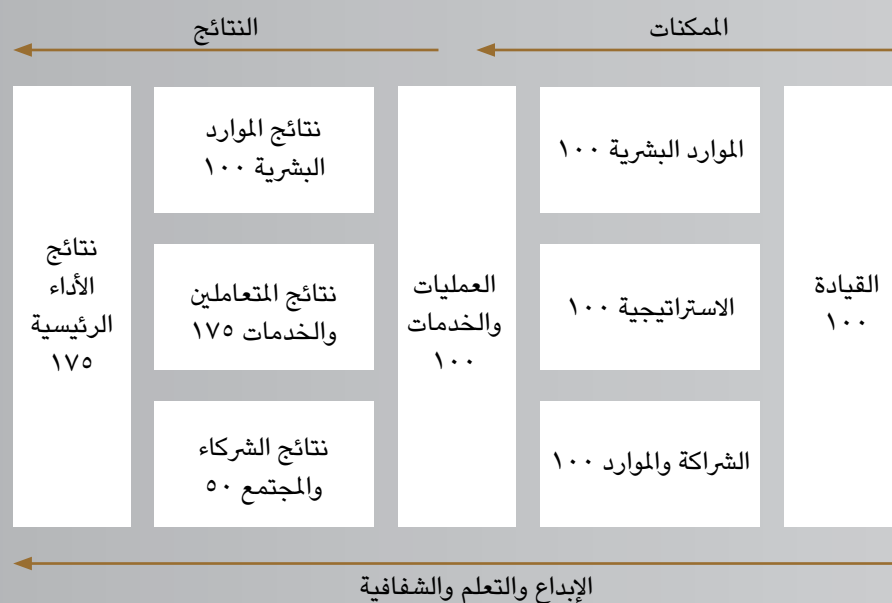 الممكنات
النتائج
القيادة
١٠٠
الموارد البشرية ١٠٠
الاستراتيجية ١٠٠
الشراكة والموارد ١٠٠
العمليات
والخدمات
١٠٠
نتائج الموارد
البشرية ١٠٠
نتائج المتعاملين
والخدمات ١٧٥
نتائج الشركاء
والمجتمع ٥٠
نتائج
الأداء
الرئيسية
١٧٥
الإبداع والتعلم والشفافية